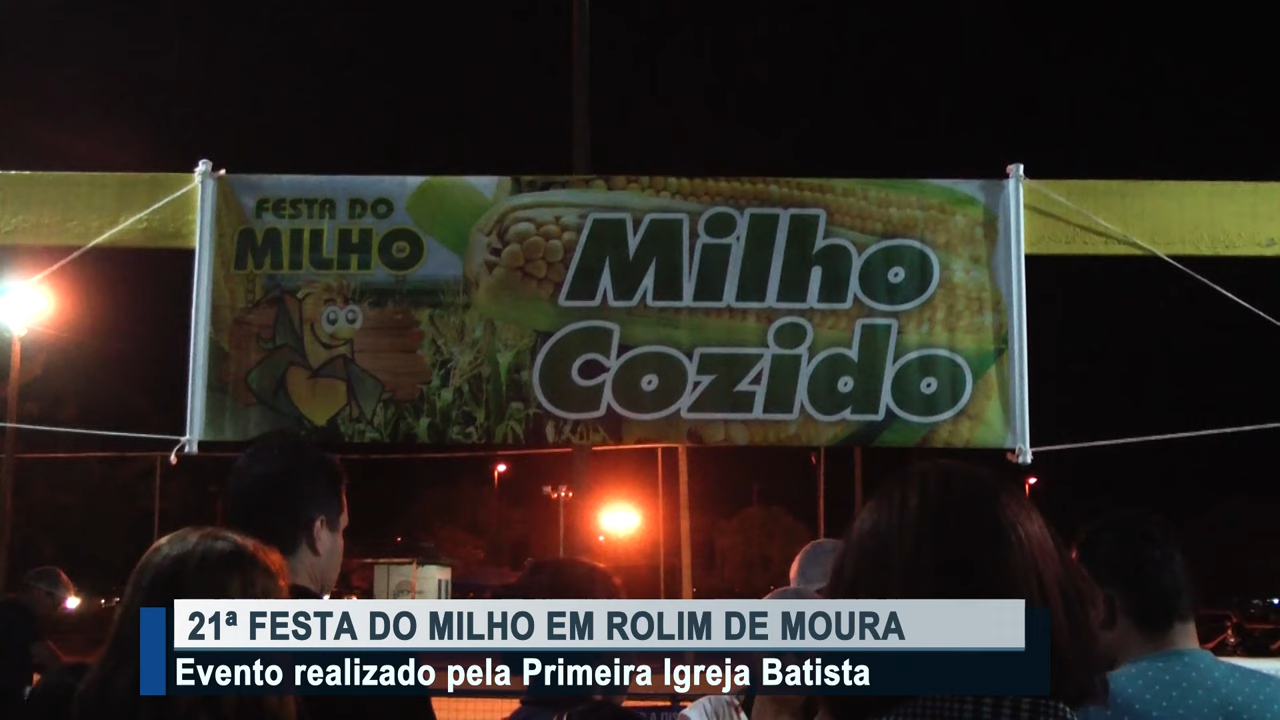 FESTA DO
MILHO
Milho
Cozido
21ª FESTA DO MILHO EM ROLIM DE MOURA
Evento realizado pela Primeira Igreja Batista